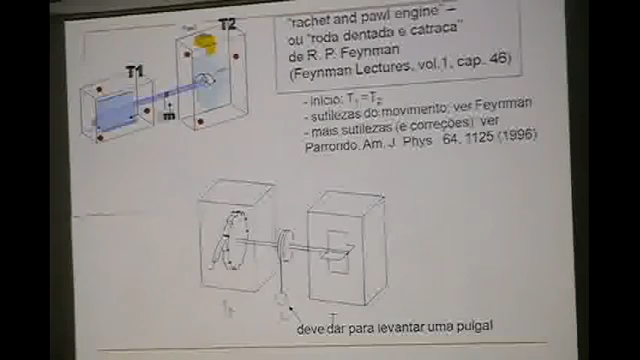 T2
T1
m
"rachet and pawl engine" –
ou "roda dentada e catraca"
de R. P. Feynman
(Feynman Lectures, vol.1, cap. 46)
- início: T₁ =T₂
- sutilezas do movimento; ver Feynman
- mais sutilezas (e correções) ver
Parrondo, Am. J. Phys 64, 1125 (1996)
deve dar para levantar uma pulga!